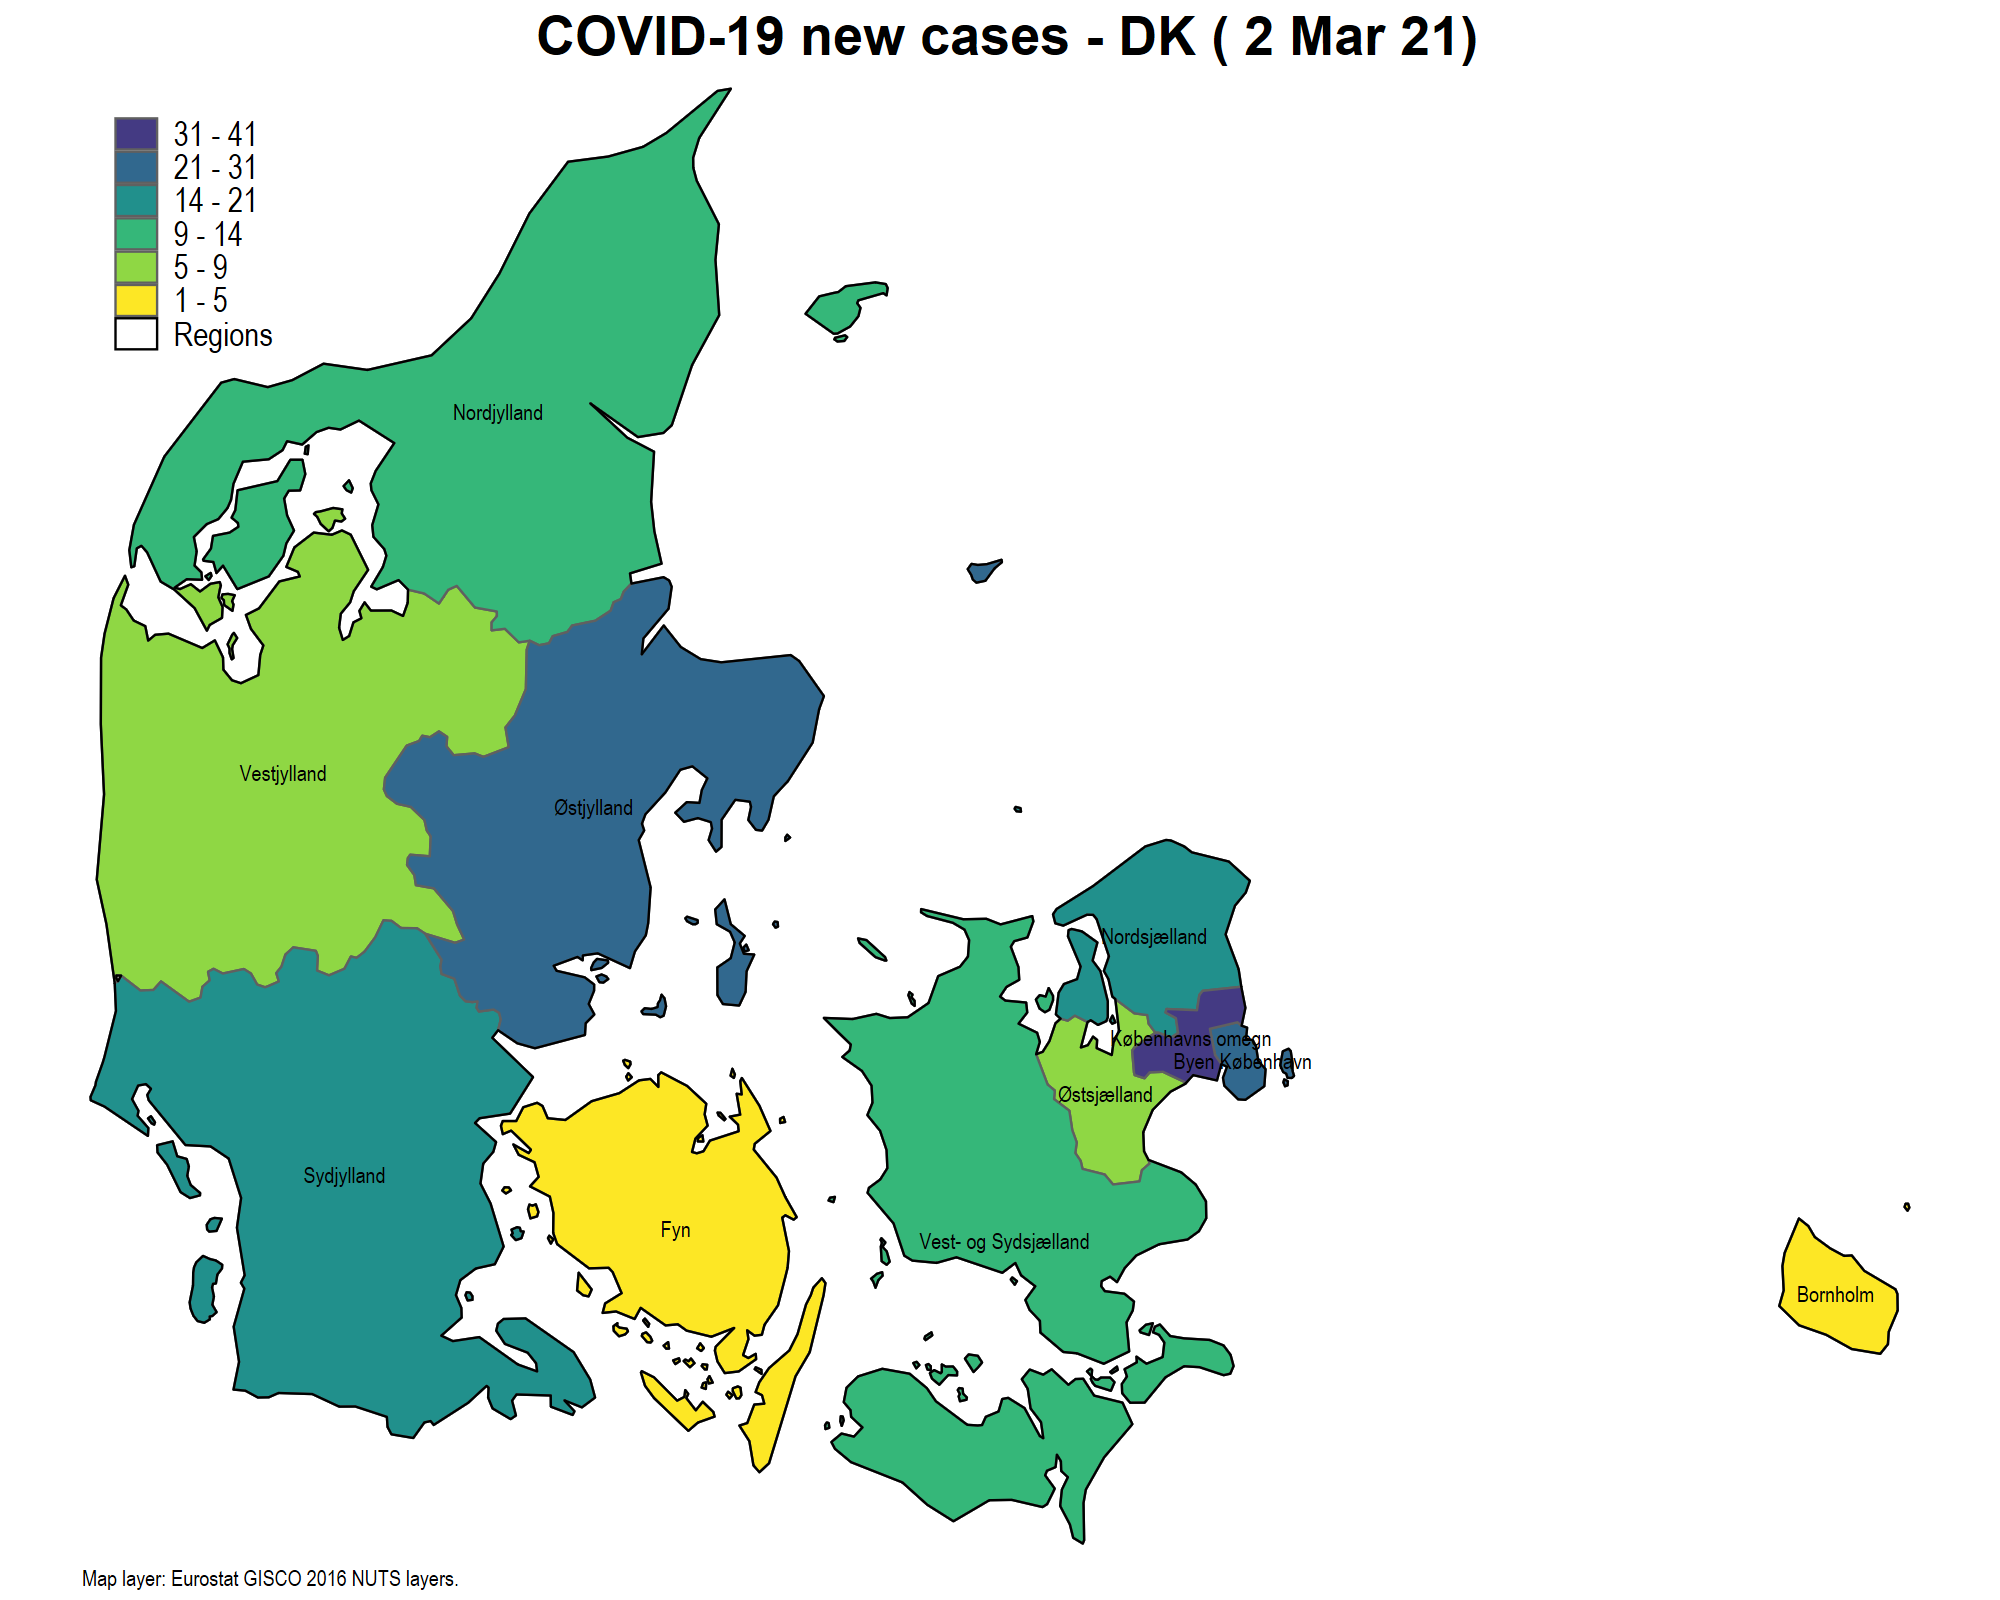 COVID-19 new cases - DK ( 2 Mar 21)
31 - 41
21 - 31
14 - 21
9 - 14
5 - 9
1 - 5
Regions
Nordjylland
Vestjylland
Østjylland
Nordsjælland
Københavns omegn
Byen København
Østsjælland
Sydjylland
Fyn
Vest- og Sydsjælland
Bornholm
Map layer: Eurostat GISCO 2016 NUTS layers.